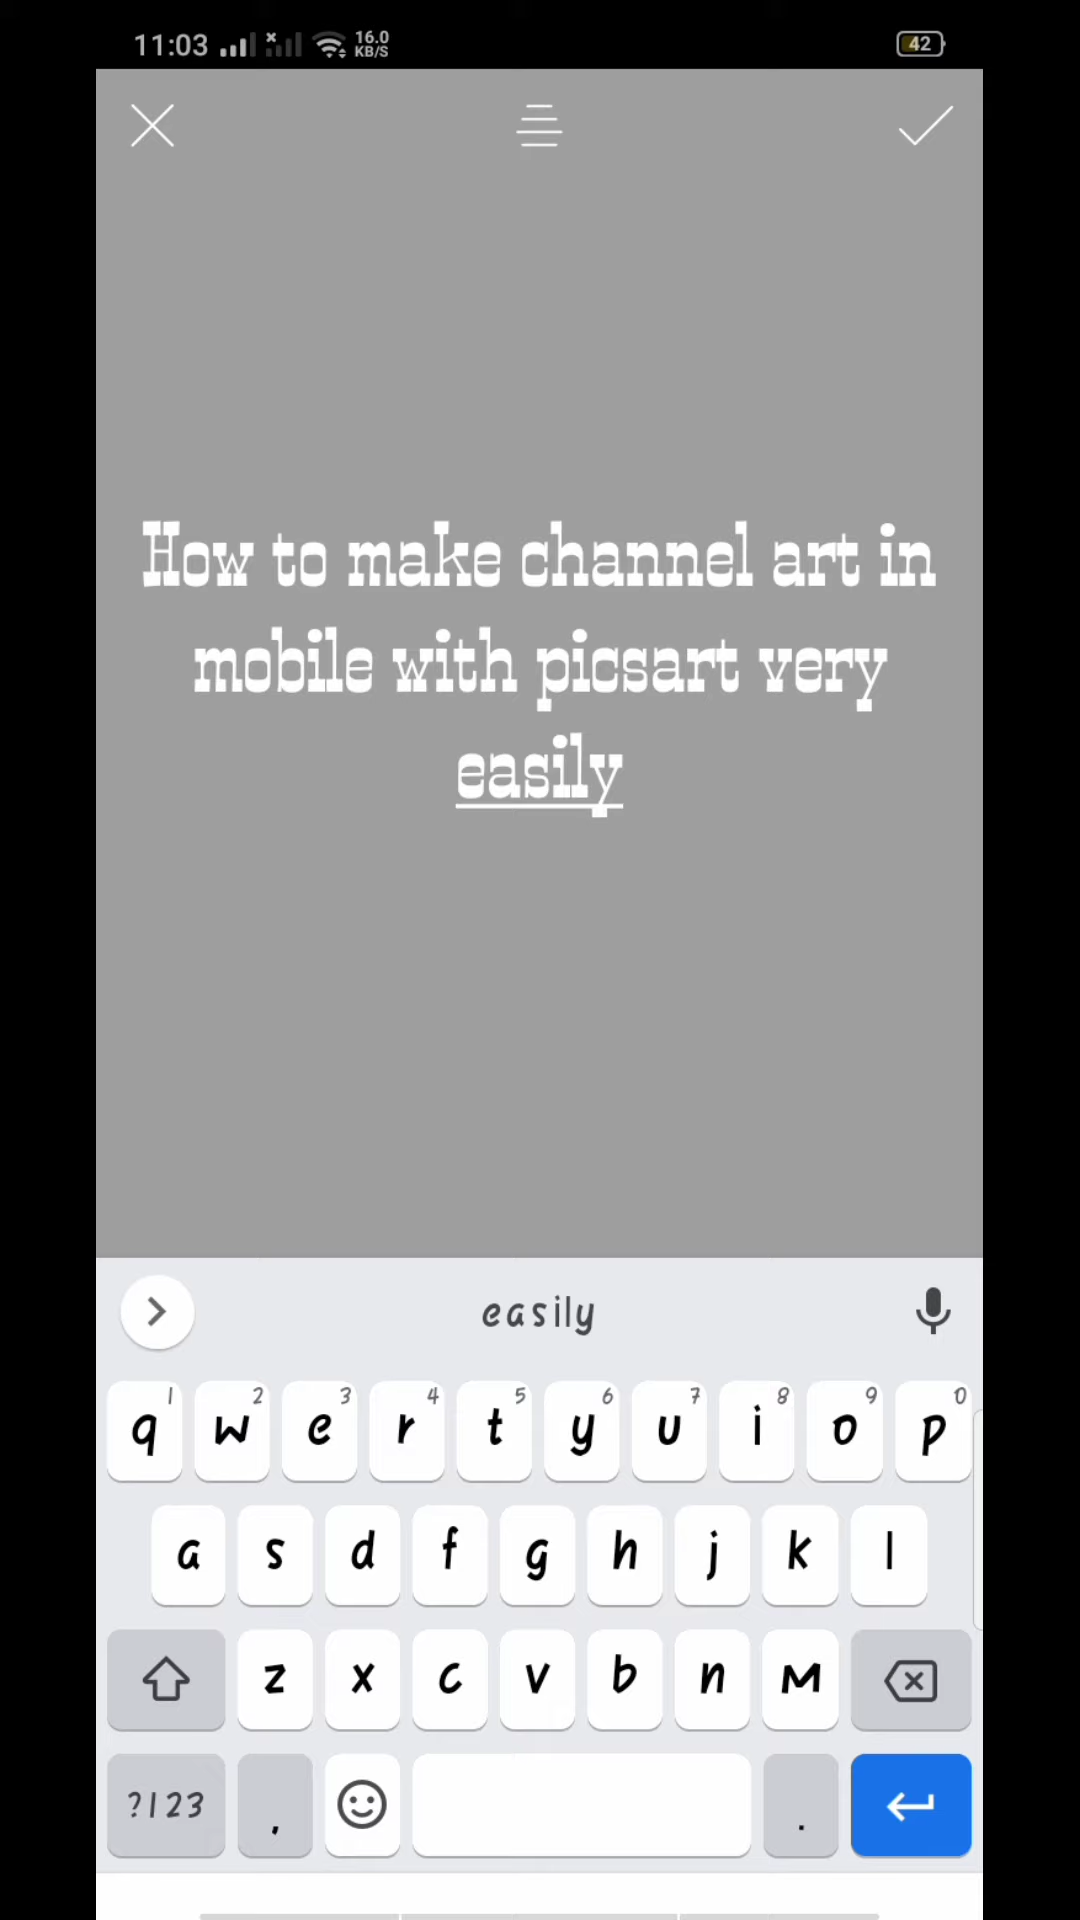 11:03 16.0 KB/S 42
How to make channel art in
mobile with picsart very
easily
easily
q 1 w 2 e 3 r 4 t 5 y 6 u 7 i 8 o 9 p 0
a s d f g h j k l
z x c v b n m
?123 , .